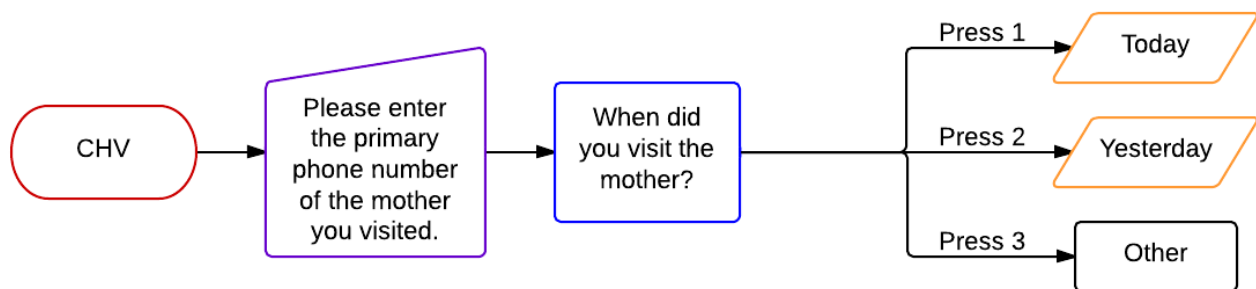 CHV
Please enter
the primary
phone number
of the mother
you visited.
When did
you visit the
mother?
Press 1
Today
Press 2
Yesterday
Press 3
Other